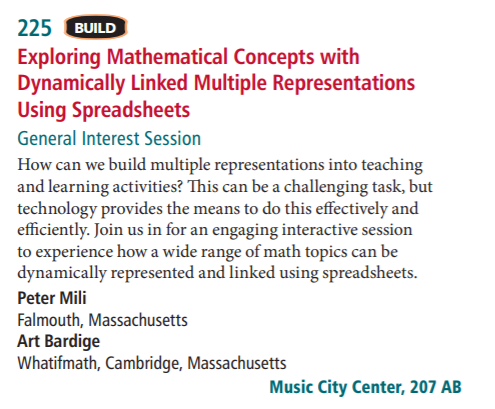 225 BUILD
Exploring Mathematical Concepts with
Dynamically Linked Multiple Representations
Using Spreadsheets
General Interest Session
How can we build multiple representations into teaching
and learning activities? This can be a challenging task, but
technology provides the means to do this effectively and
efficiently. Join us in for an engaging interactive session
to experience how a wide range of math topics can be
dynamically represented and linked using spreadsheets.
Peter Mili
Falmouth, Massachusetts
Art Bardige
Whatifmath, Cambridge, Massachusetts
Music City Center, 207 AB